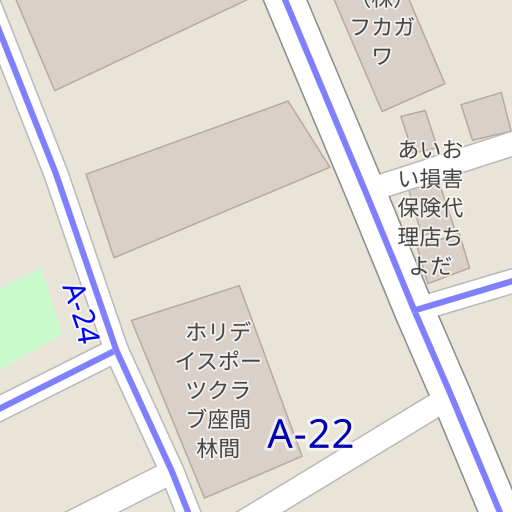 (株)
フカガ
ワ
あいお
い損害
保険代
理店ち
よだ
A-24
ホリデ
イスポー
ツクラ
ブ座間
林間
A-22